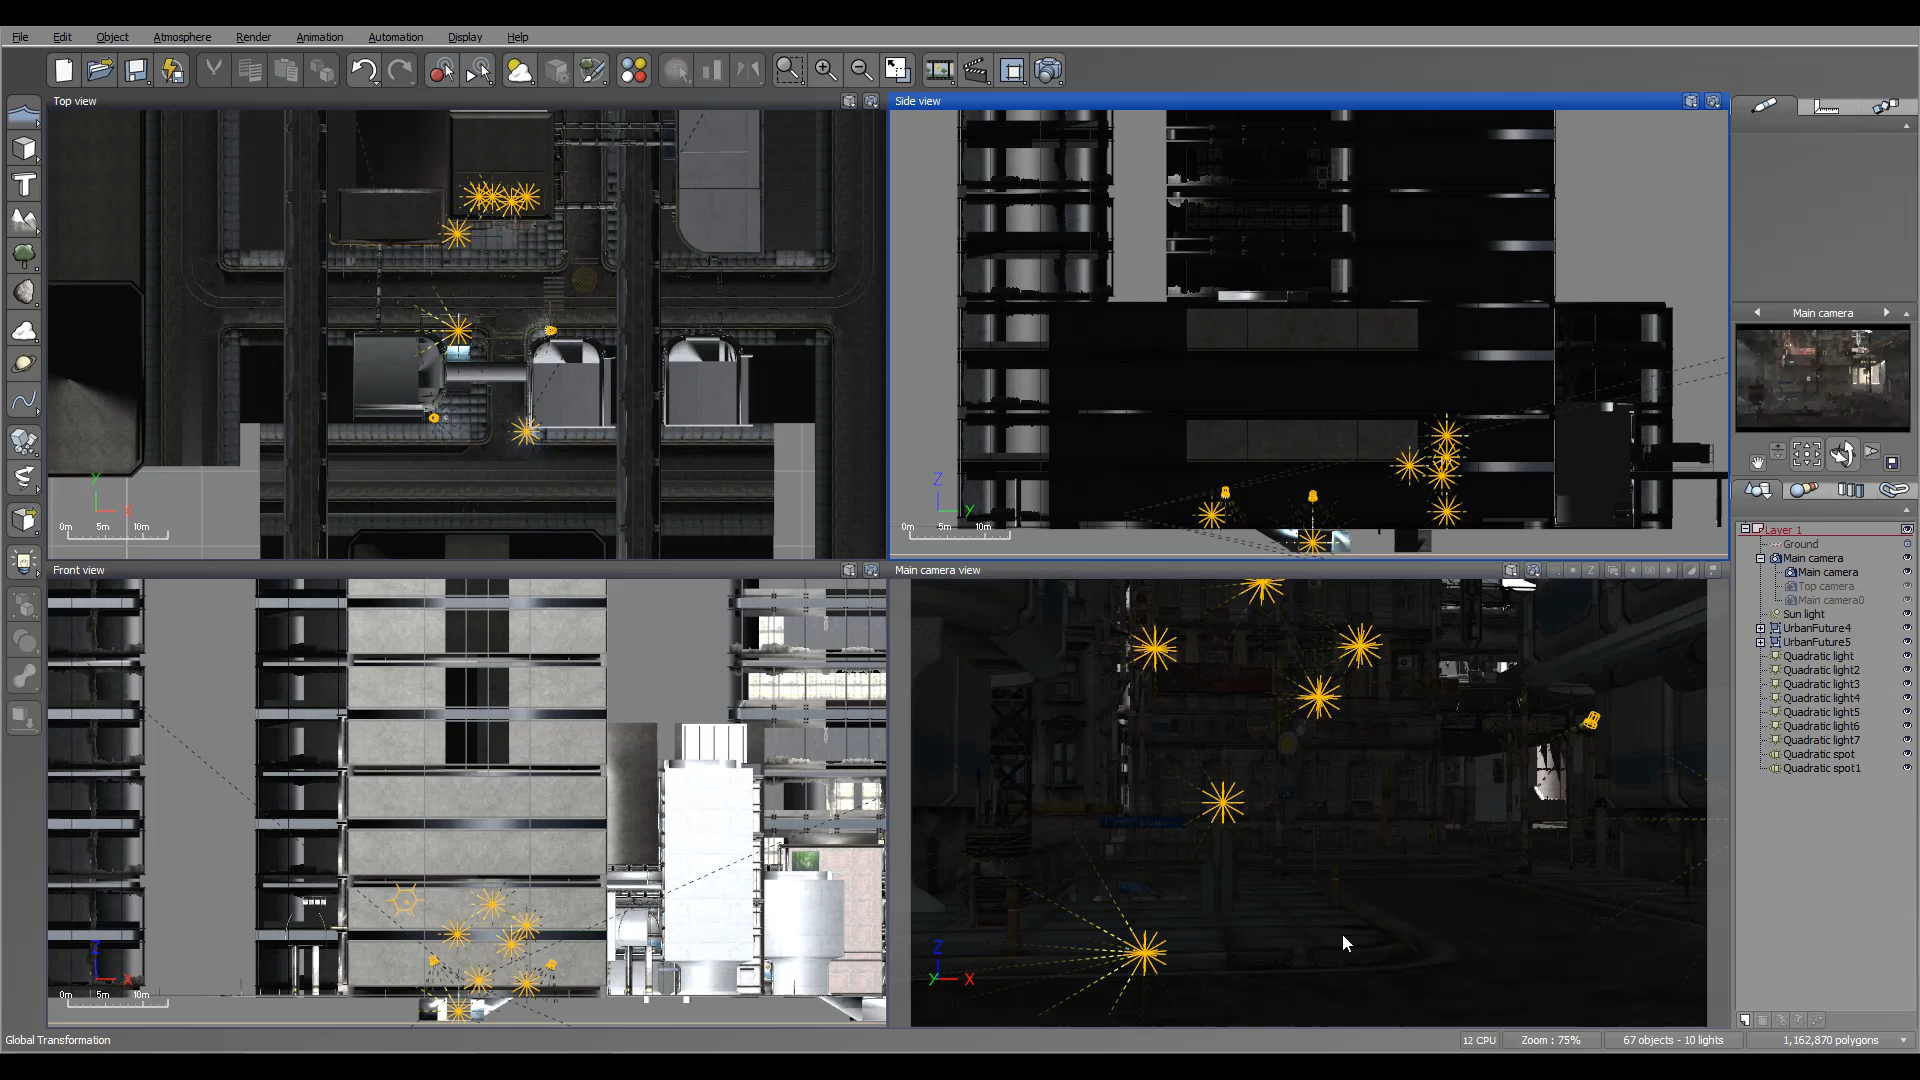 File Edit Object Atmosphere Render Animation Automation Display Help
Top view
Side view
Main camera
Y
X
0m 5m 10m
Z
Y
0m 5m 10m
Layer 1
Ground
Main camera
Main camera
Top camera
Main camera0
Sun light
UrbanFuture4
UrbanFuture5
Quadratic light
Quadratic light2
Quadratic light3
Quadratic light4
Quadratic light5
Quadratic light6
Quadratic light7
Quadratic spot
Quadratic spot1
Front view
Main camera view
Z
Z
X
0m 5m 10m
Z
Y
X
Global Transformation
12 CPU
Zoom : 75%
67 objects - 10 lights
1,162,870 polygons